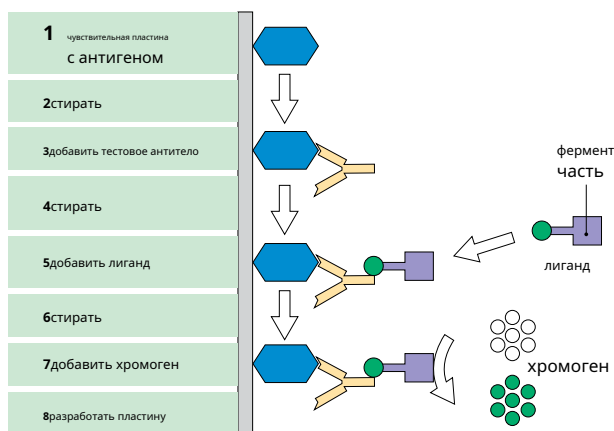 1 чувствительная пластина
с антигеном
2стирать
3добавить тестовое антитело
4стирать
5добавить лиганд
6стирать
7добавить хромоген
8разработать пластину
фермент
часть
лиганд
хромоген